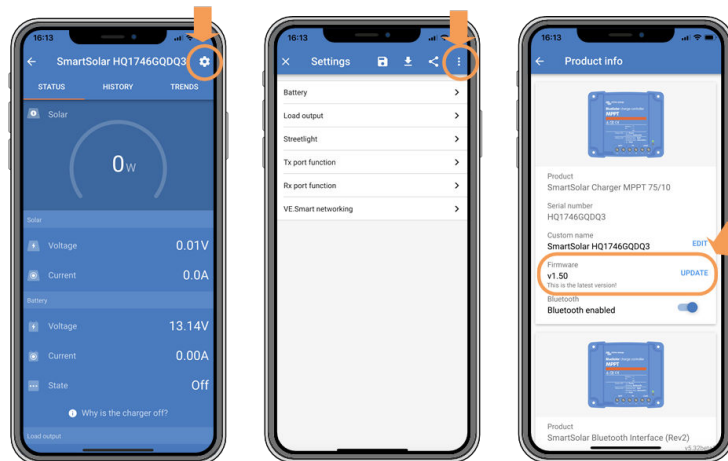 16:13
SmartSolar HQ1746GQDQ3
STATUS HISTORY TRENDS
Solar
0W
Solar
Voltage 0.01V
Current 0.0A
Battery
Voltage 13.14V
Current 0.00A
State Off
Why is the charger off?
Load output
16:13
Settings
Battery
Load output
Streetlight
Tx port function
Rx port function
VE.Smart networking
16:13
Product info
MPPT
Product
SmartSolar Charger MPPT 75/10
Serial number
HQ1746GQDQ3
Custom name
SmartSolar HQ1746GQDQ3 EDIT
Firmware
v1.50 UPDATE
This is the latest version!
Bluetooth
Bluetooth enabled
MPPT
Product
SmartSolar Bluetooth Interface (Rev2)